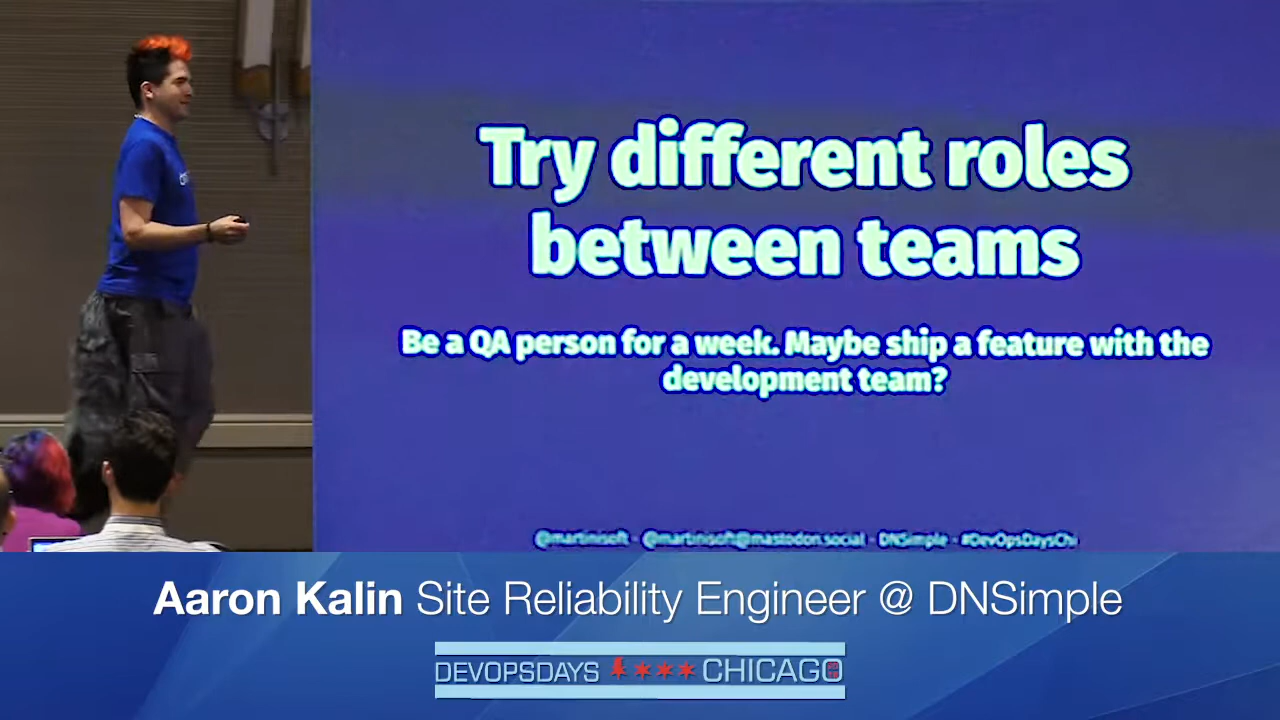 Try different roles
between teams
Be a QA person for a week. Maybe ship a feature with the
development team?
@martinisoft - @martinisoft@mastodon.social - DNSimple - #DevOpsDaysChi
Aaron Kalin Site Reliability Engineer @ DNSimple
DEVOPSDAYS CHICAGO